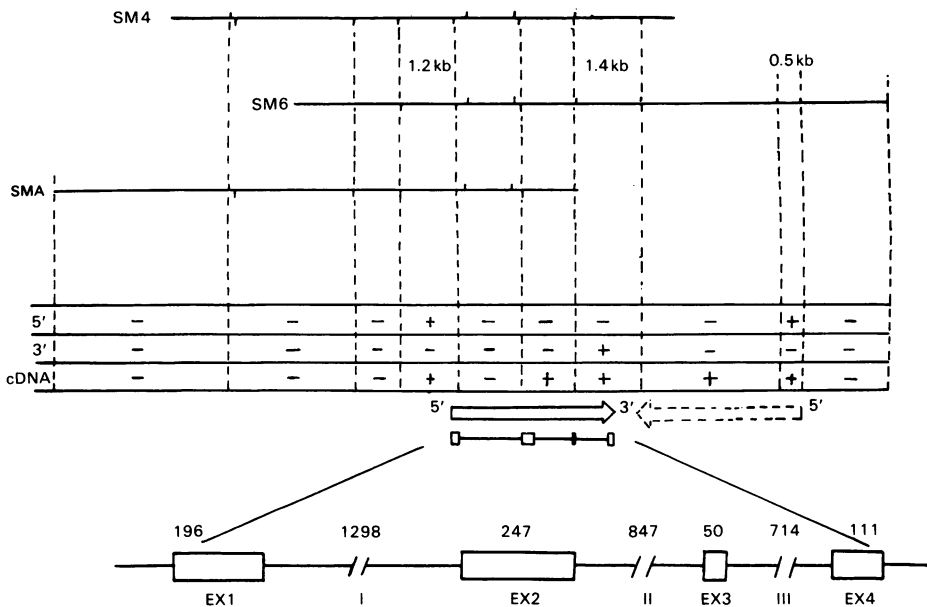 SM4
1.2 kb 1.4 kb 0.5 kb
SM6
SMA
5' − − − + − − − − + −
3' − − − − − − + − − −
cDNA − − − + − + + + + −
5' 3' 5'
196 1298 247 847 50 714 111
EX1 I EX2 II EX3 III EX4